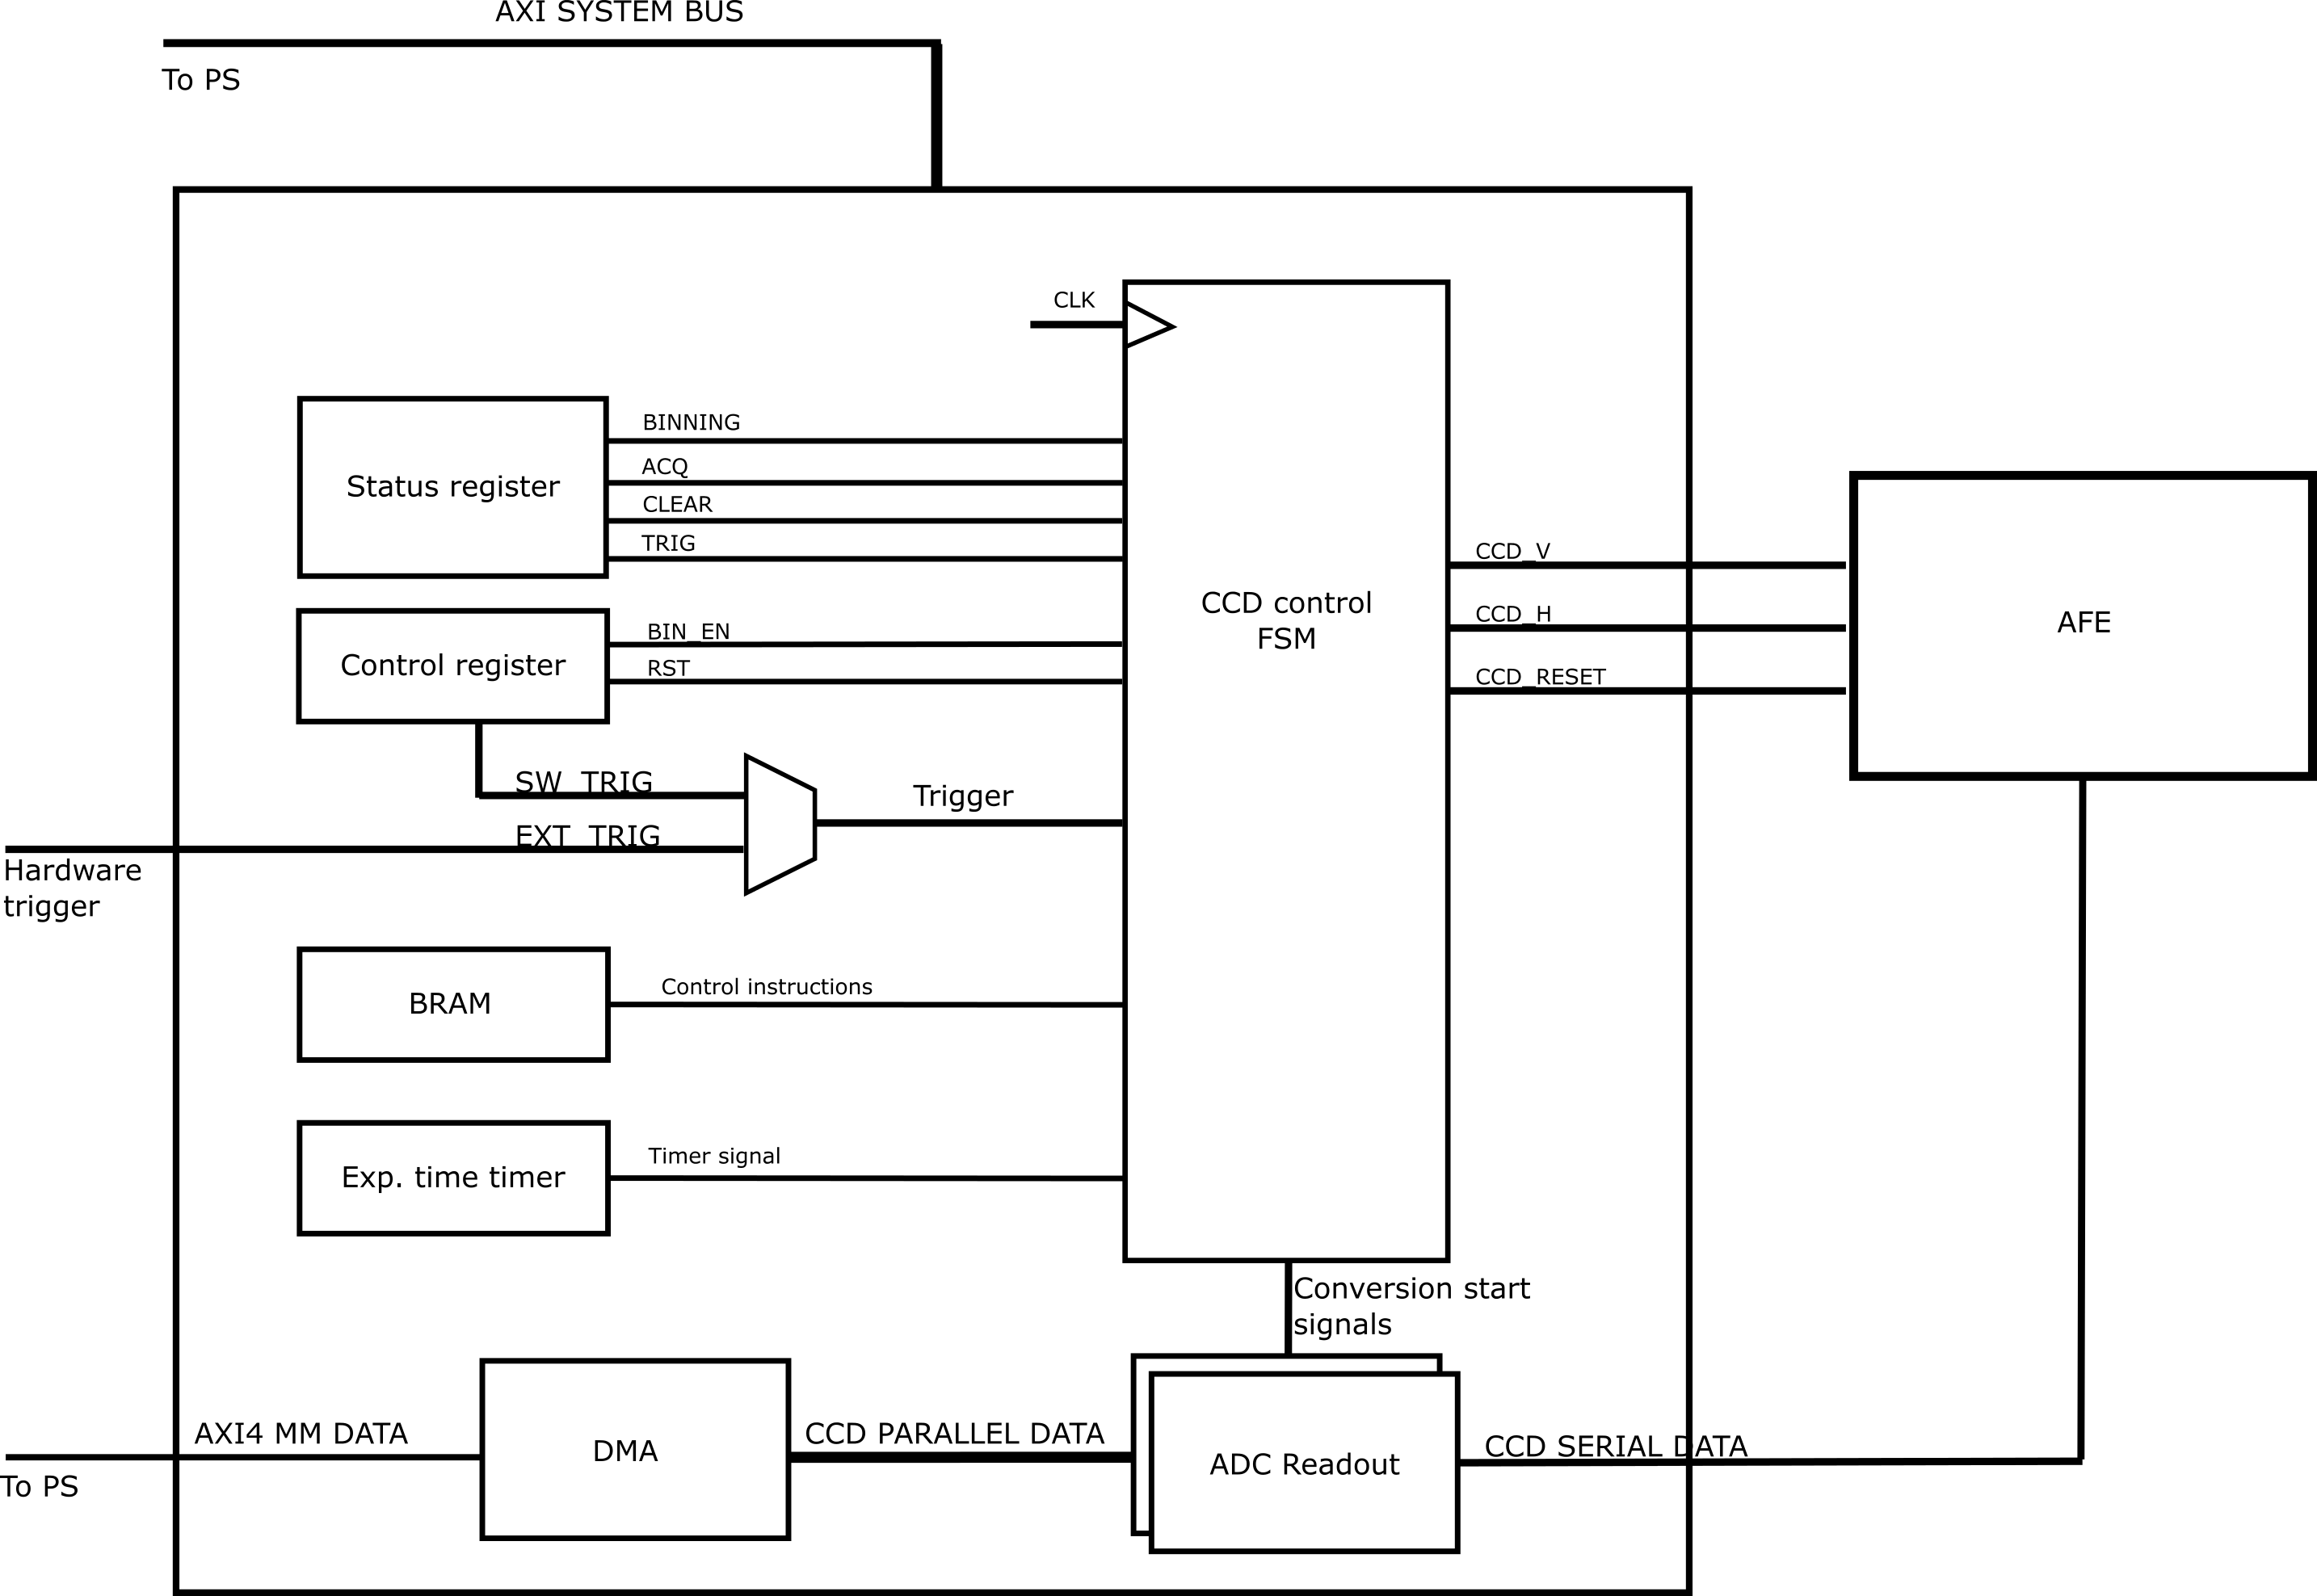 AXI SYSTEM BUS
To PS
CLK
BINNING
ACQ
CLEAR
TRIG
Status register
BIN_EN
RST
Control register
CCD control
FSM
CCD_V
CCD_H
CCD_RESET
AFE
SW_TRIG
EXT_TRIG
Trigger
Hardware
trigger
BRAM
Control instructions
Exp. time timer
Timer signal
Conversion start
signals
AXI4 MM DATA
To PS
DMA
CCD PARALLEL DATA
ADC Readout
CCD SERIAL DATA